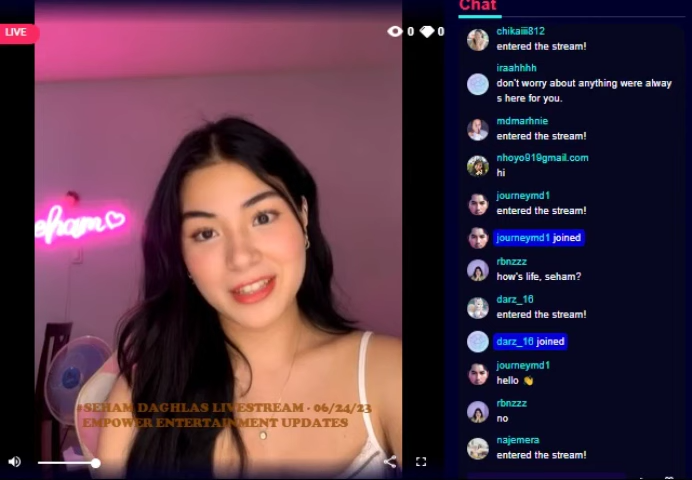 LIVE
0 0
eham
#SEHAM DAGHLAS LIVESTREAM - 06/24/23
EMPOWER ENTERTAINMENT UPDATES
Chat
chikaiii812
entered the stream!
iraahhhh
don't worry about anything were alway
s here for you.
mdmarhnie
entered the stream!
nhoyo919gmail.com
hi
journeymd1
entered the stream!
journeymd1 joined
rbnzzz
how's life, seham?
darz_16
entered the stream!
darz_16 joined
journeymd1
hello 👏
rbnzzz
no
najemera
entered the stream!